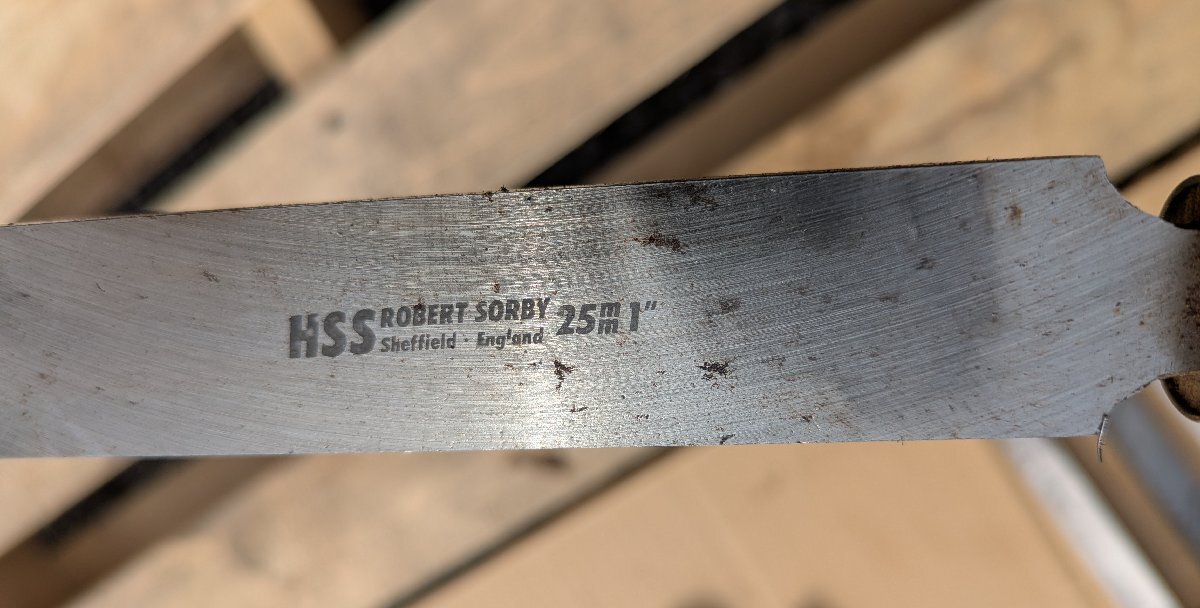 HSS ROBERT SORBY 25mm 1"
Sheffield · England